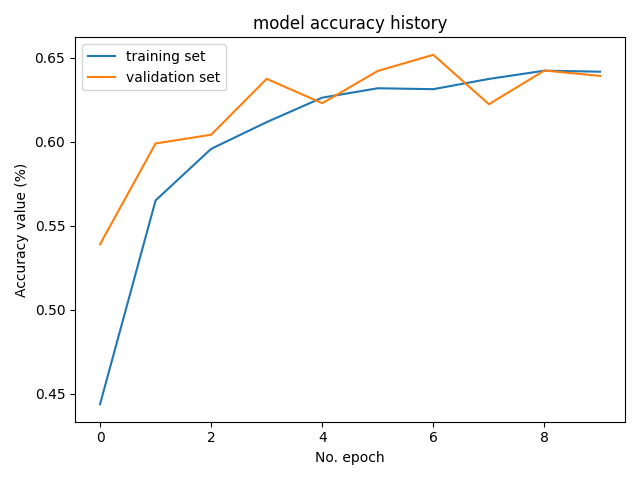 model accuracy history
training set
validation set
0.65
0.60
0.55
0.50
0.45
Accuracy value (%)
0 2 4 6 8
No. epoch